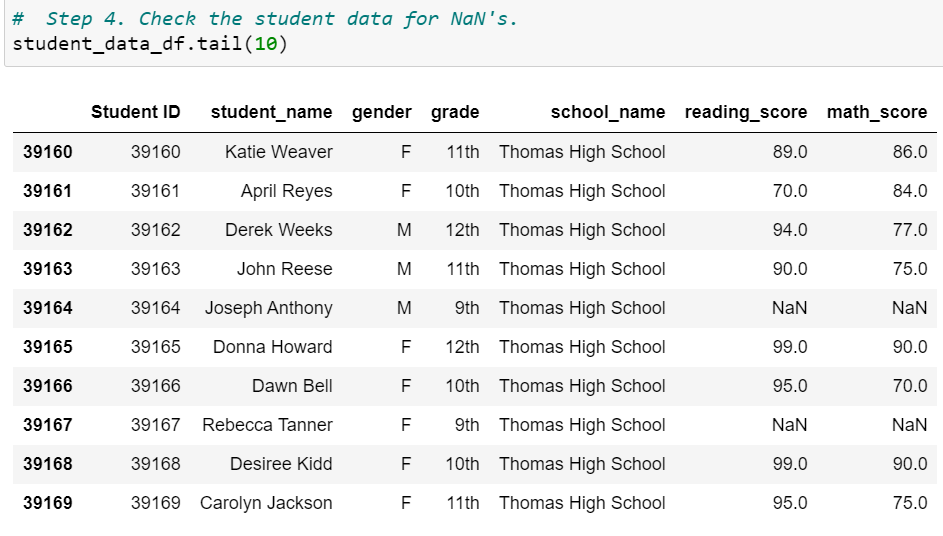 #  Step 4. Check the student data for NaN's.
student_data_df.tail(10)
Student ID student_name gender grade school_name reading_score math_score
39160 39160 Katie Weaver F 11th Thomas High School 89.0 86.0
39161 39161 April Reyes F 10th Thomas High School 70.0 84.0
39162 39162 Derek Weeks M 12th Thomas High School 94.0 77.0
39163 39163 John Reese M 11th Thomas High School 90.0 75.0
39164 39164 Joseph Anthony M 9th Thomas High School NaN NaN
39165 39165 Donna Howard F 12th Thomas High School 99.0 90.0
39166 39166 Dawn Bell F 10th Thomas High School 95.0 70.0
39167 39167 Rebecca Tanner F 9th Thomas High School NaN NaN
39168 39168 Desiree Kidd F 10th Thomas High School 99.0 90.0
39169 39169 Carolyn Jackson F 11th Thomas High School 95.0 75.0